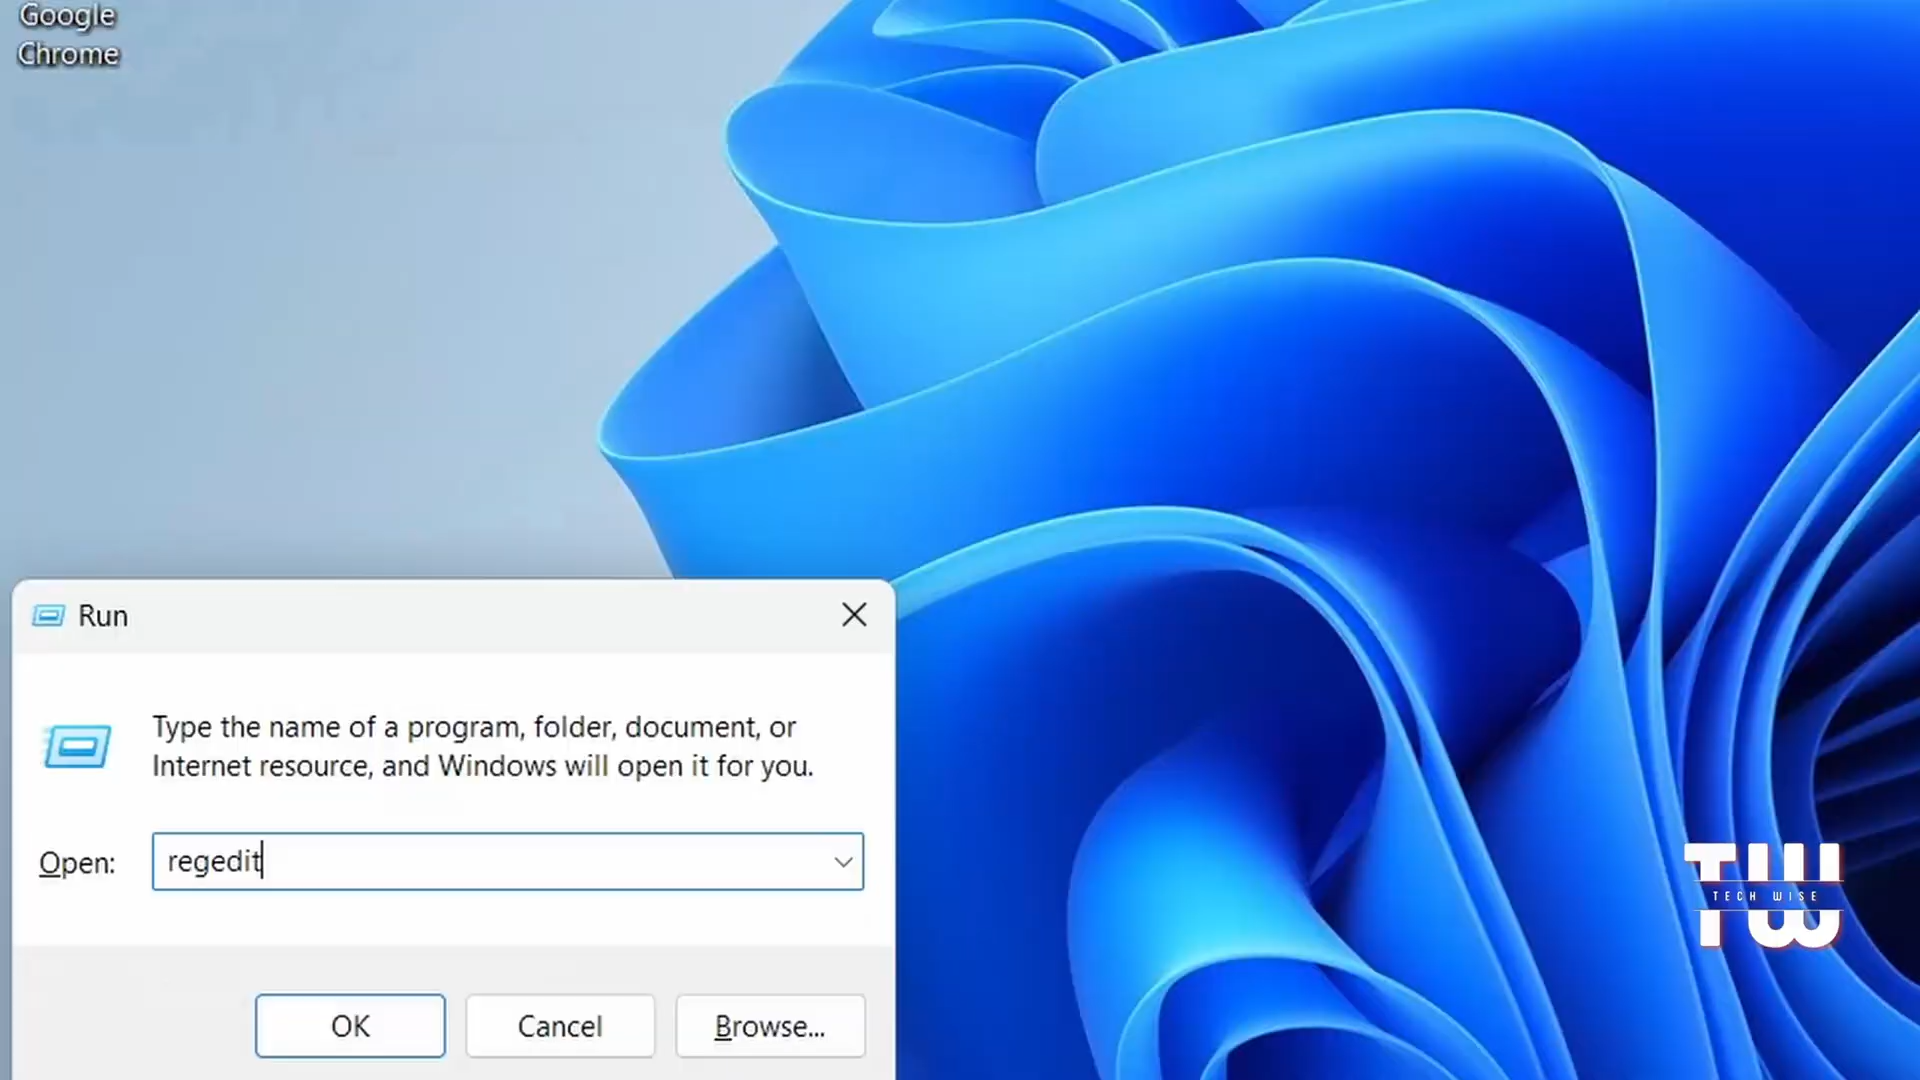 Google
Chrome
Run
Type the name of a program, folder, document, or
Internet resource, and Windows will open it for you.
Open:
regedit
OK
Cancel
Browse...
TW
TECH WISE